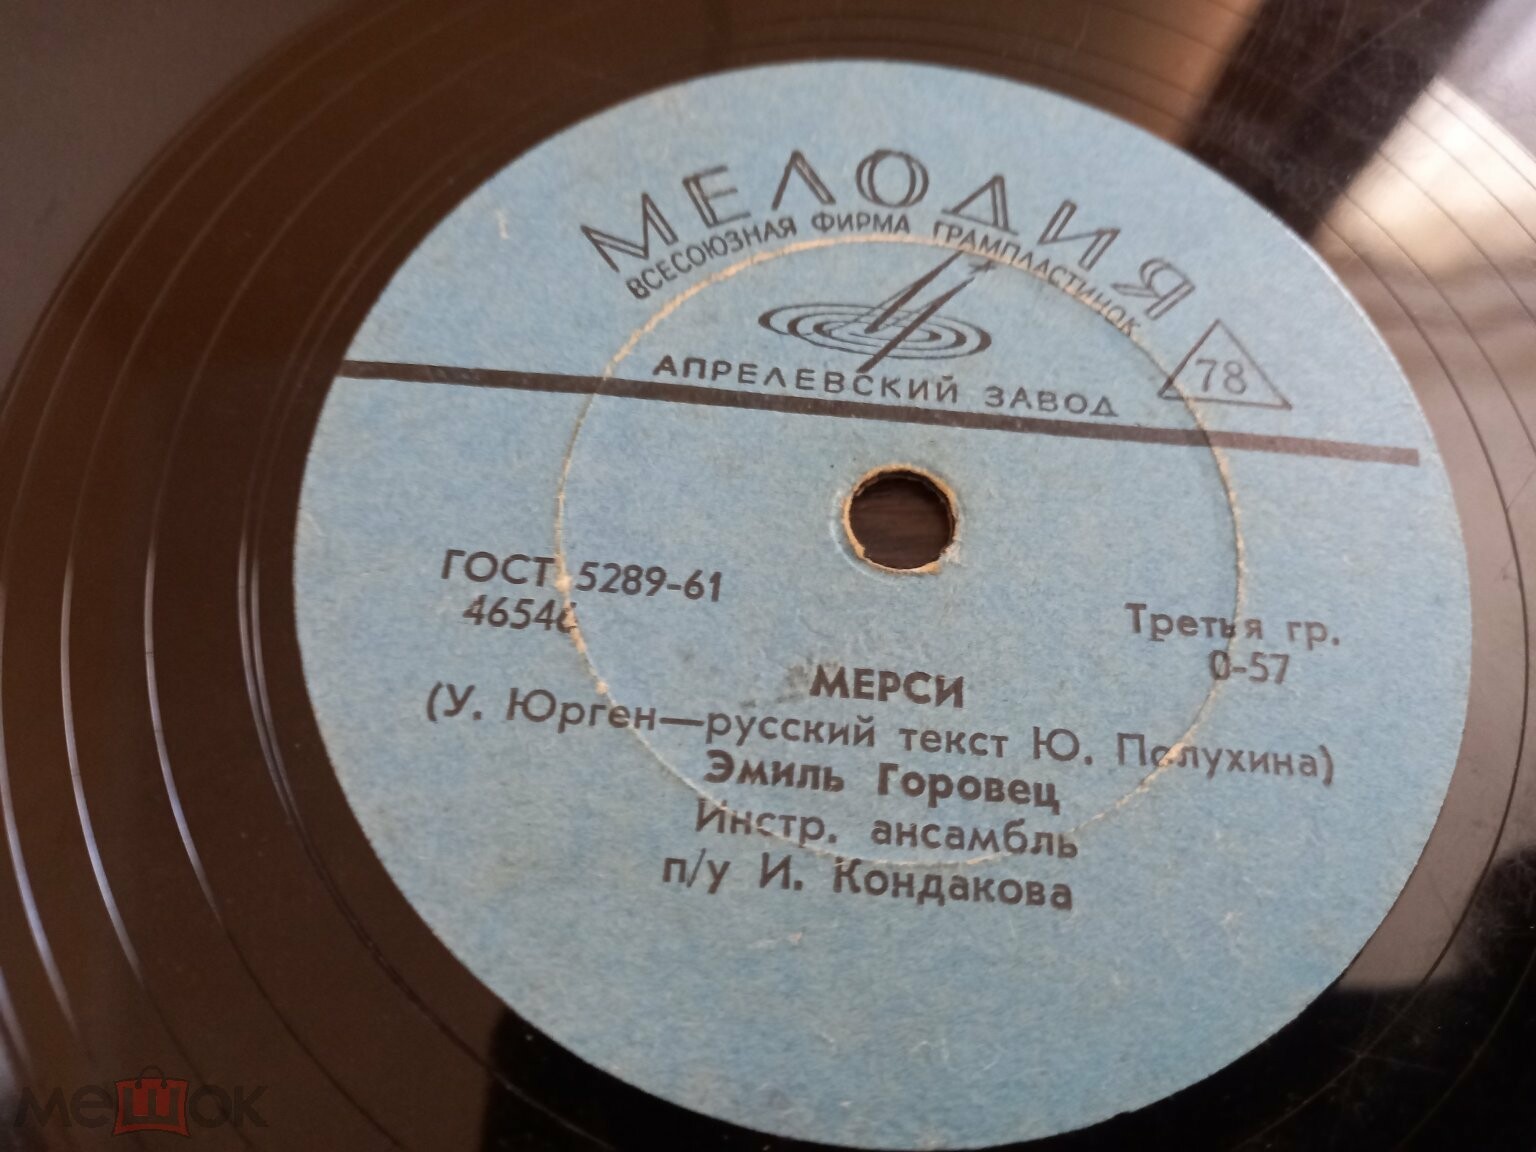 МЕЛОДИЯ
ВСЕСОЮЗНАЯ ФИРМА ГРАМПЛАСТИНОК
АПРЕЛЕВСКИЙ ЗАВОД
78
ГОСТ 5289-61
Третья гр.
0-57
МЕРСИ
(У. Юрген—русский текст Ю. Полухина)
Эмиль Горовец
Инстр. ансамбль
п/у И. Кондакова
мешок